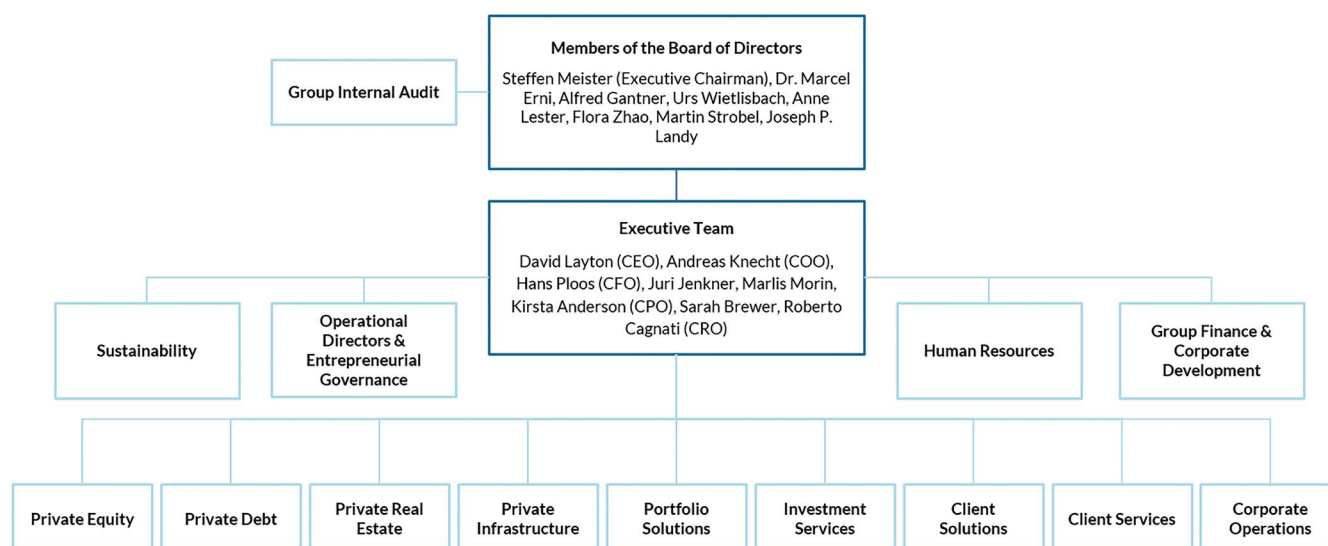 Members of the Board of Directors
Steffen Meister (Executive Chairman), Dr. Marcel
Erni, Alfred Gantner, Urs Wietlisbach, Anne
Lester, Flora Zhao, Martin Strobel, Joseph P.
Landy
Group Internal Audit
Executive Team
David Layton (CEO), Andreas Knecht (COO),
Hans Ploos (CFO), Juri Jenkner, Marlis Morin,
Kirsta Anderson (CPO), Sarah Brewer, Roberto
Cagnati (CRO)
Sustainability
Operational
Directors &
Entrepreneurial
Governance
Human Resources
Group Finance &
Corporate
Development
Private Equity
Private Debt
Private Real
Estate
Private
Infrastructure
Portfolio
Solutions
Investment
Services
Client
Solutions
Client Services
Corporate
Operations